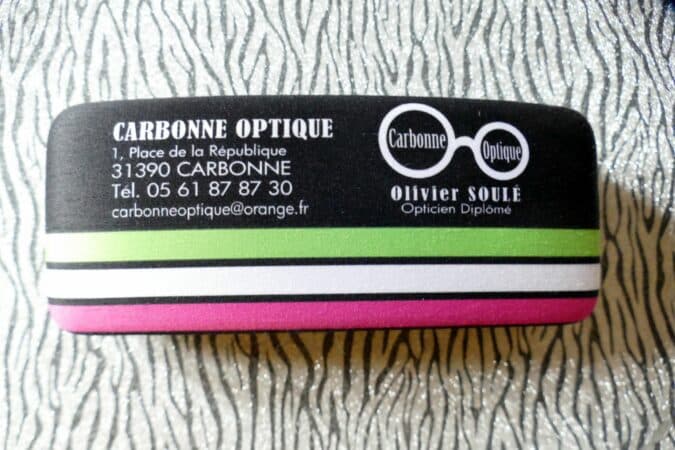 CARBONNE OPTIQUE
1, Place de la République
31390 CARBONNE
Tél. 05 61 87 87 30
carbonneoptique@orange.fr
Carbonne
Optique
Olivier SOULÉ
Opticien Diplômé